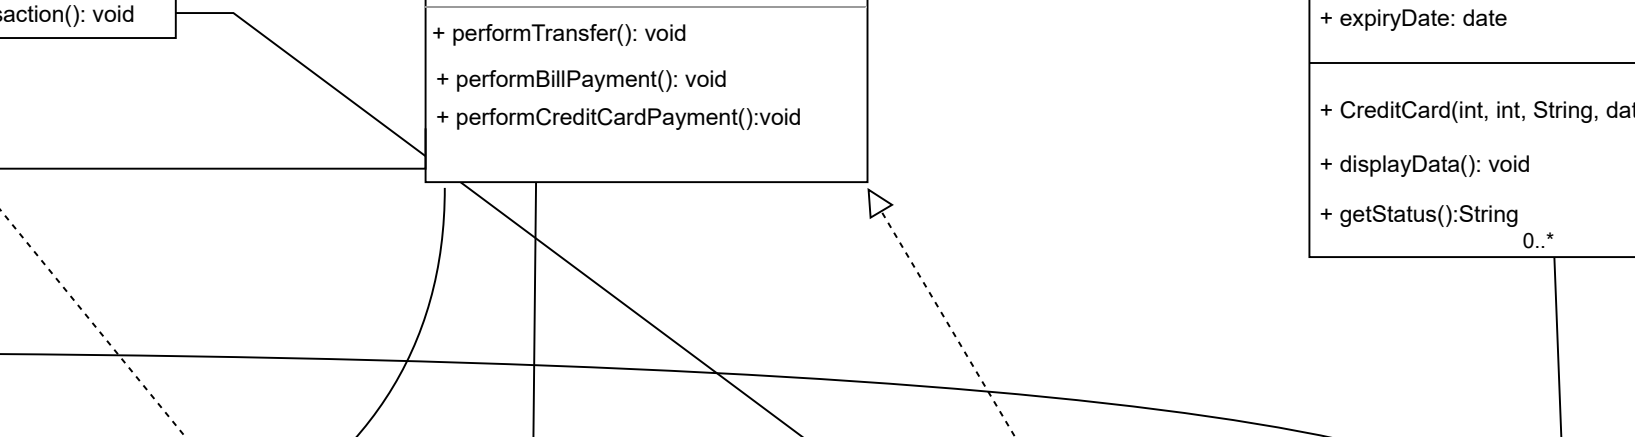 saction(): void
+ performTransfer(): void
+ performBillPayment(): void
+ performCreditCardPayment():void
+ expiryDate: date
+ CreditCard(int, int, String, dat
+ displayData(): void
+ getStatus():String
0..*